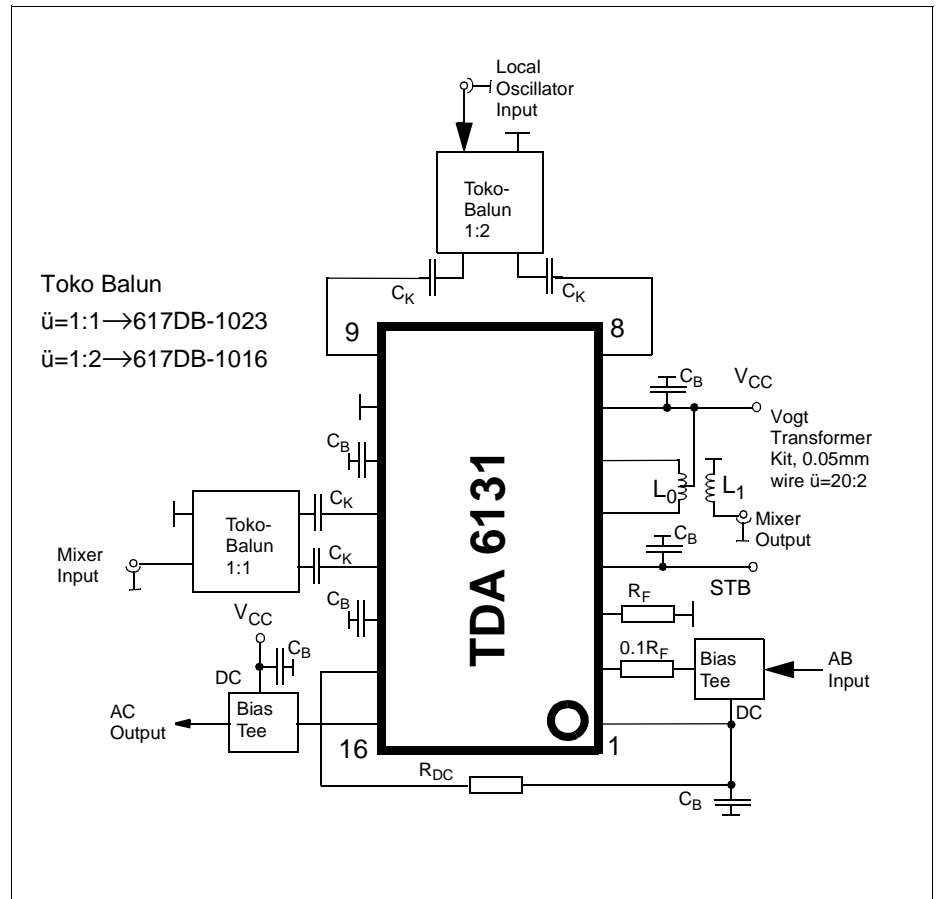 Local
Oscillator
Input
Toko-
Balun
1:2
C_K
C_K
Toko Balun
ü=1:1→617DB-1023
ü=1:2→617DB-1016
9
8
C_B
V_CC
Vogt
Transformer
Kit, 0.05mm
wire ü=20:2
C_B
L_0
L_1
TDA 6131
C_K
Toko-
Balun
1:1
C_K
Mixer
Input
Mixer
Output
C_B
STB
C_B
R_F
V_CC
C_B
DC
0.1R_F
Bias
Tee
AB
Input
DC
AC
Output
Bias
Tee
16
1
R_DC
C_B